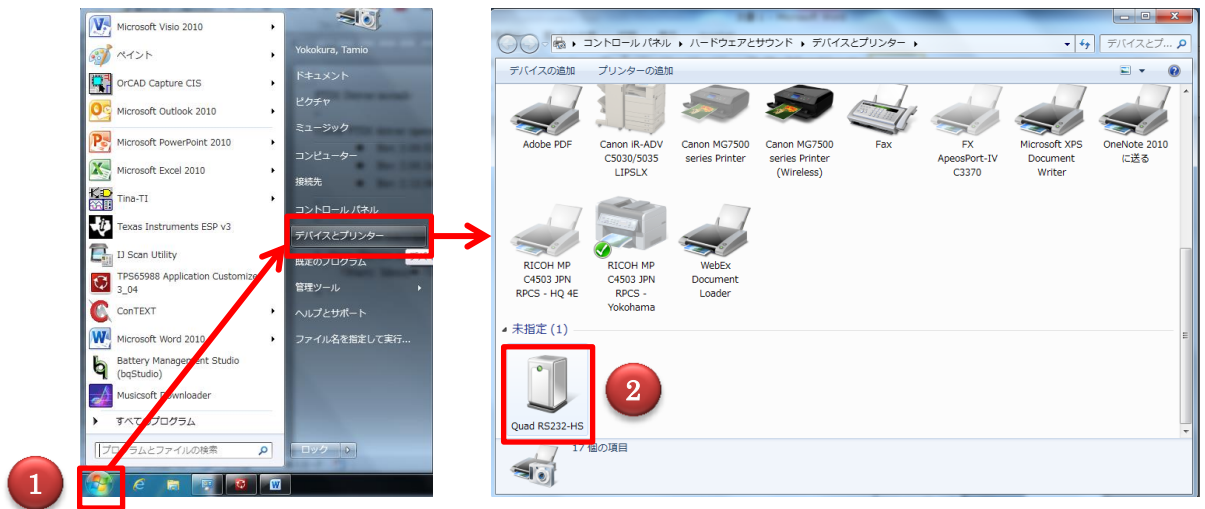 Microsoft Visio 2010
ペイント
OrCAD Capture CIS
Microsoft Outlook 2010
Microsoft PowerPoint 2010
Microsoft Excel 2010
Tina-TI
Texas Instruments ESP v3
IJ Scan Utility
TPS65988 Application Customize
3_04
ConTEXT
Microsoft Word 2010
Battery Management Studio
(bqStudio)
Musicsoft Downloader
すべてのプログラム
プログラムとファイルの検索
1
Yokokura, Tamio
ドキュメント
ピクチャ
ミュージック
コンピューター
接続先
コントロール パネル
デバイスとプリンター
既定のプログラム
管理ツール
ヘルプとサポート
ファイル名を指定して実行...
ロック
コントロール パネル
ハードウェアとサウンド
デバイスとプリンター
デバイスとプ...
デバイスの追加
プリンターの追加
Adobe PDF
Canon iR-ADV
C5030/5035
LIPSLX
Canon MG7500
series Printer
Canon MG7500
series Printer
(Wireless)
Fax
FX
ApeosPort-IV
C3370
Microsoft XPS
Document
Writer
OneNote 2010
に送る
RICOH MP
C4503 JPN
RPCS - HQ 4E
RICOH MP
C4503 JPN
RPCS -
Yokohama
WebEx
Document
Loader
未指定 (1)
Quad RS232-HS
2
17 個の項目